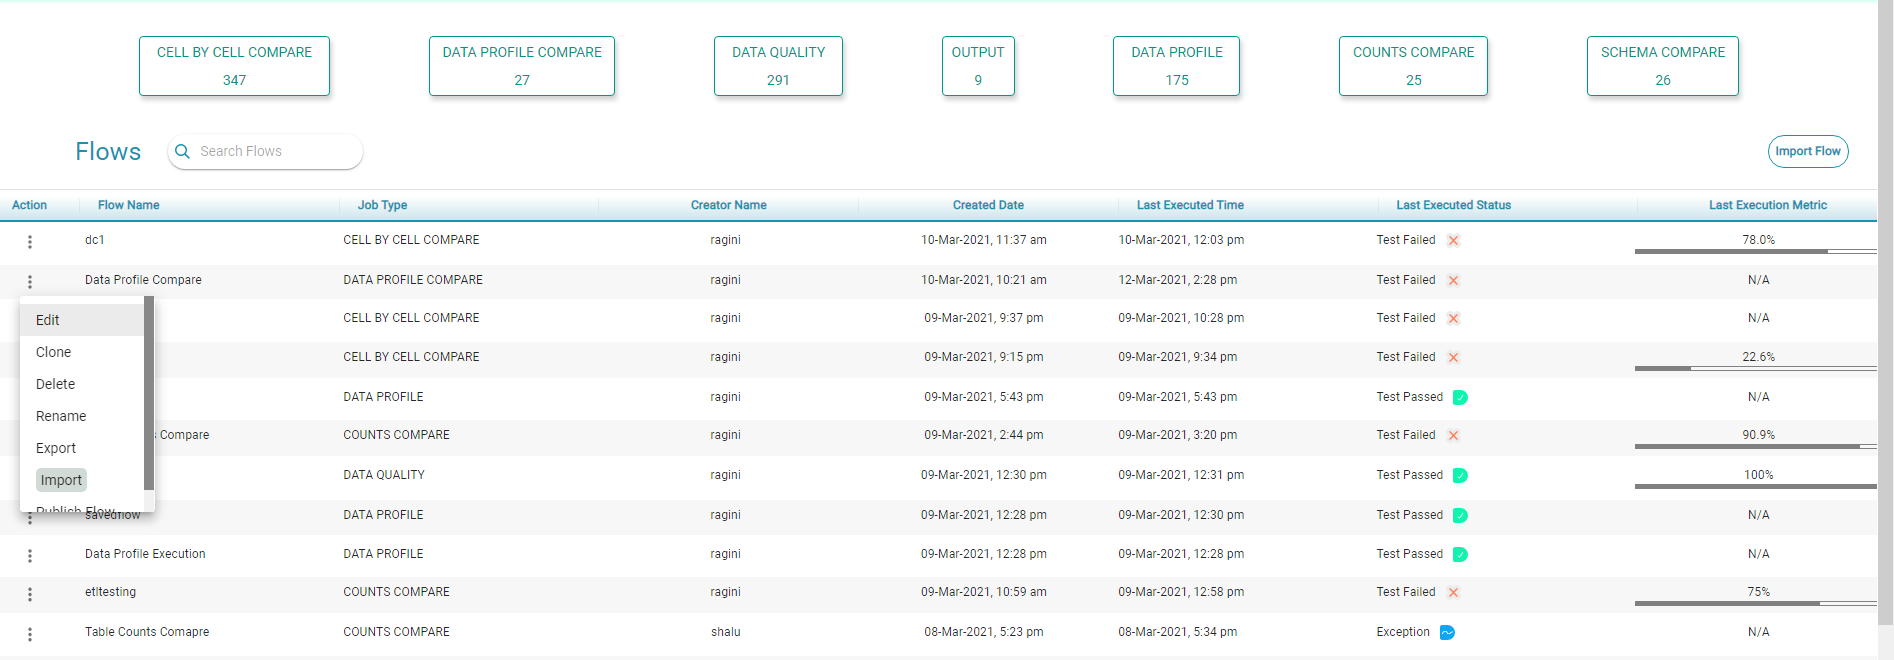 CELL BY CELL COMPARE
347
DATA PROFILE COMPARE
27
DATA QUALITY
291
OUTPUT
9
DATA PROFILE
175
COUNTS COMPARE
25
SCHEMA COMPARE
26
Flows
Search Flows
Import Flow
Action Flow Name Job Type Creator Name Created Date Last Executed Time Last Executed Status Last Execution Metric
dc1 CELL BY CELL COMPARE ragini 10-Mar-2021, 11:37 am 10-Mar-2021, 12:03 pm Test Failed 78.0%
Data Profile Compare DATA PROFILE COMPARE ragini 10-Mar-2021, 10:21 am 12-Mar-2021, 2:28 pm Test Failed N/A
Edit
Clone
Delete
Rename
Export
Import
Publish Flow
CELL BY CELL COMPARE ragini 09-Mar-2021, 9:37 pm 09-Mar-2021, 10:28 pm Test Failed N/A
CELL BY CELL COMPARE ragini 09-Mar-2021, 9:15 pm 09-Mar-2021, 9:34 pm Test Failed 22.6%
DATA PROFILE ragini 09-Mar-2021, 5:43 pm 09-Mar-2021, 5:43 pm Test Passed N/A
s Compare COUNTS COMPARE ragini 09-Mar-2021, 2:44 pm 09-Mar-2021, 3:20 pm Test Failed 90.9%
DATA QUALITY ragini 09-Mar-2021, 12:30 pm 09-Mar-2021, 12:31 pm Test Passed 100%
savedflow DATA PROFILE ragini 09-Mar-2021, 12:28 pm 09-Mar-2021, 12:30 pm Test Passed N/A
Data Profile Execution DATA PROFILE ragini 09-Mar-2021, 12:28 pm 09-Mar-2021, 12:28 pm Test Passed N/A
etltesting COUNTS COMPARE ragini 09-Mar-2021, 10:59 am 09-Mar-2021, 12:58 pm Test Failed 75%
Table Counts Comapre COUNTS COMPARE shalu 08-Mar-2021, 5:23 pm 08-Mar-2021, 5:34 pm Exception N/A